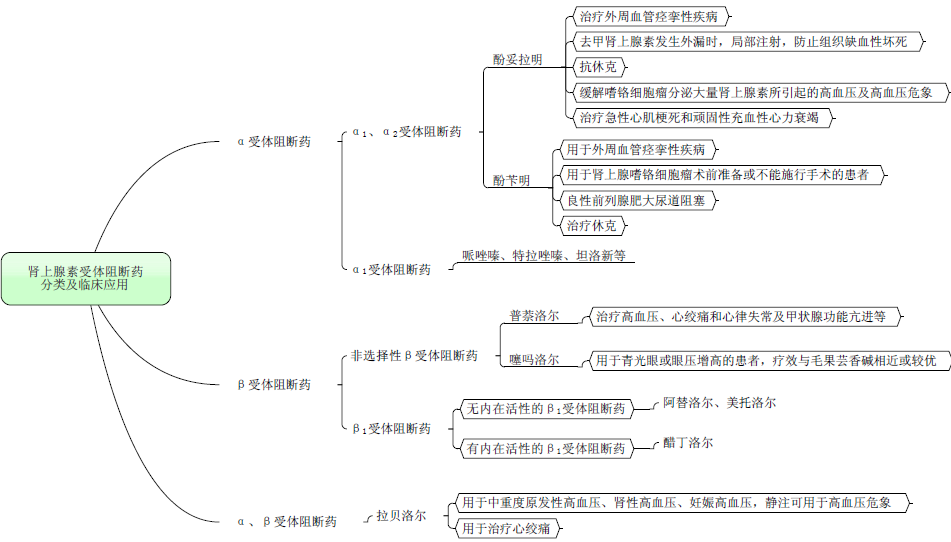 肾上腺素受体阻断药
分类及临床应用
α受体阻断药
α₁、α₂受体阻断药
酚妥拉明
治疗外周血管痉挛性疾病
去甲肾上腺素发生外漏时，局部注射，防止组织缺血性坏死
抗休克
缓解嗜铬细胞瘤分泌大量肾上腺素所引起的高血压及高血压危象
治疗急性心肌梗死和顽固性充血性心力衰竭
酚苄明
用于外周血管痉挛性疾病
用于肾上腺嗜铬细胞瘤术前准备或不能施行手术的患者
良性前列腺肥大尿道阻塞
治疗休克
α₁受体阻断药
哌唑嗪、特拉唑嗪、坦洛新等
β受体阻断药
非选择性β受体阻断药
普萘洛尔
治疗高血压、心绞痛和心律失常及甲状腺功能亢进等
噻吗洛尔
用于青光眼或眼压增高的患者，疗效与毛果芸香碱相近或较优
β₁受体阻断药
无内在活性的β₁受体阻断药
阿替洛尔、美托洛尔
有内在活性的β₁受体阻断药
醋丁洛尔
α、β受体阻断药
拉贝洛尔
用于中重度原发性高血压、肾性高血压、妊娠高血压，静注可用于高血压危象
用于治疗心绞痛